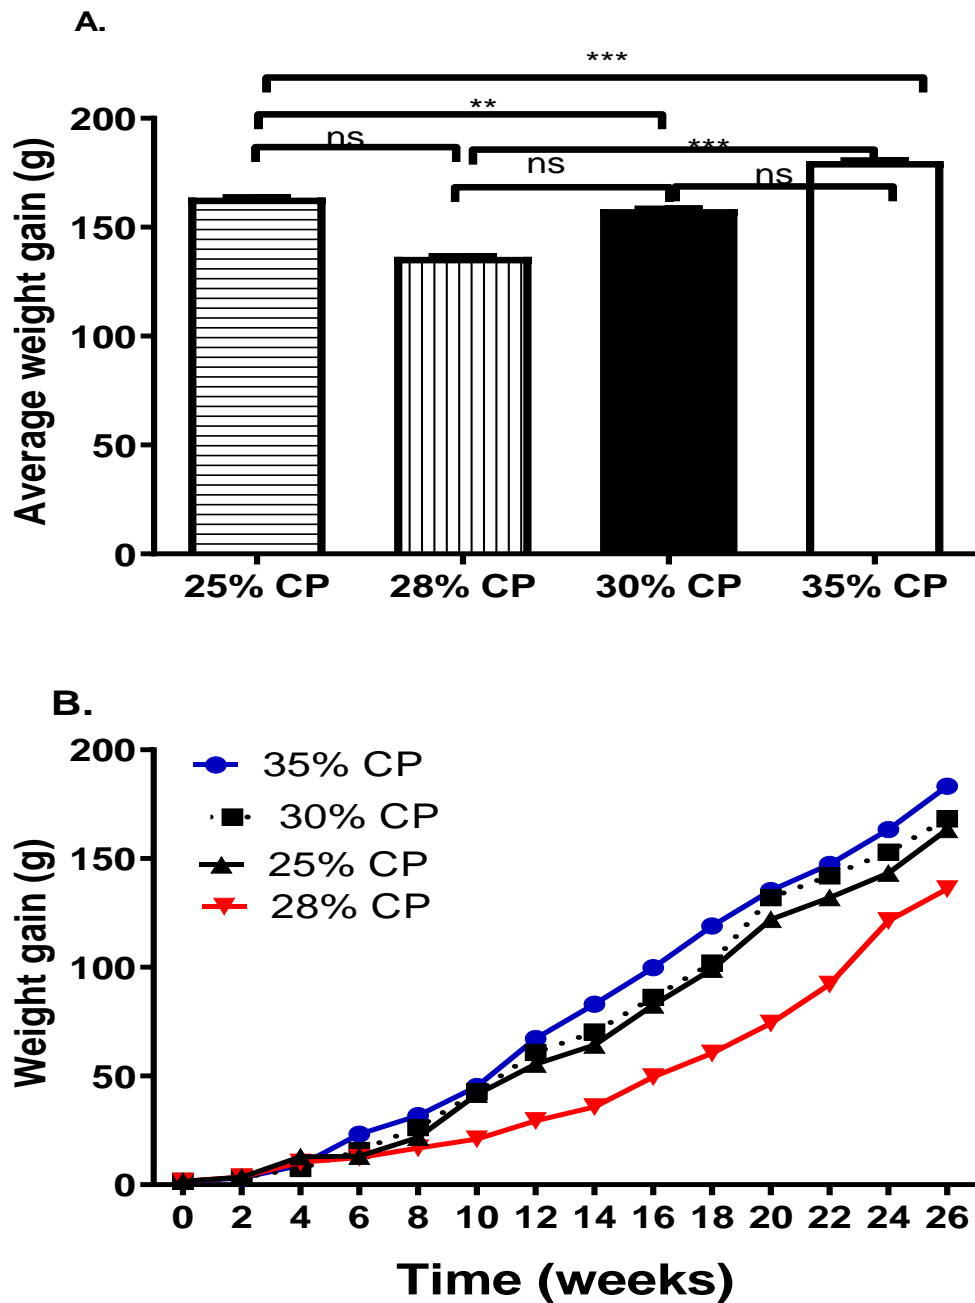 A.
***
**
ns
***
ns
ns
Average weight gain (g)
200
150
100
50
0
25% CP
28% CP
30% CP
35% CP
B.
Weight gain (g)
200
150
100
50
0
35% CP
30% CP
25% CP
28% CP
0 2 4 6 8 10 12 14 16 18 20 22 24 26
Time (weeks)